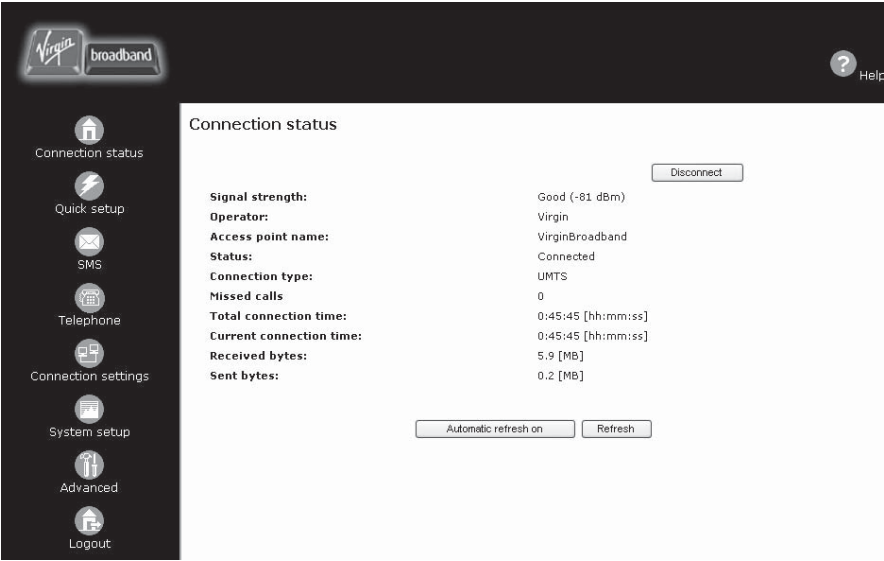 Virgin broadband
? Help
Connection status
Quick setup
SMS
Telephone
Connection settings
System setup
Advanced
Logout
Connection status
Disconnect
Signal strength: Good (-81 dBm)
Operator: Virgin
Access point name: VirginBroadband
Status: Connected
Connection type: UMTS
Missed calls 0
Total connection time: 0:45:45 [hh:mm:ss]
Current connection time: 0:45:45 [hh:mm:ss]
Received bytes: 5.9 [MB]
Sent bytes: 0.2 [MB]
Automatic refresh on Refresh